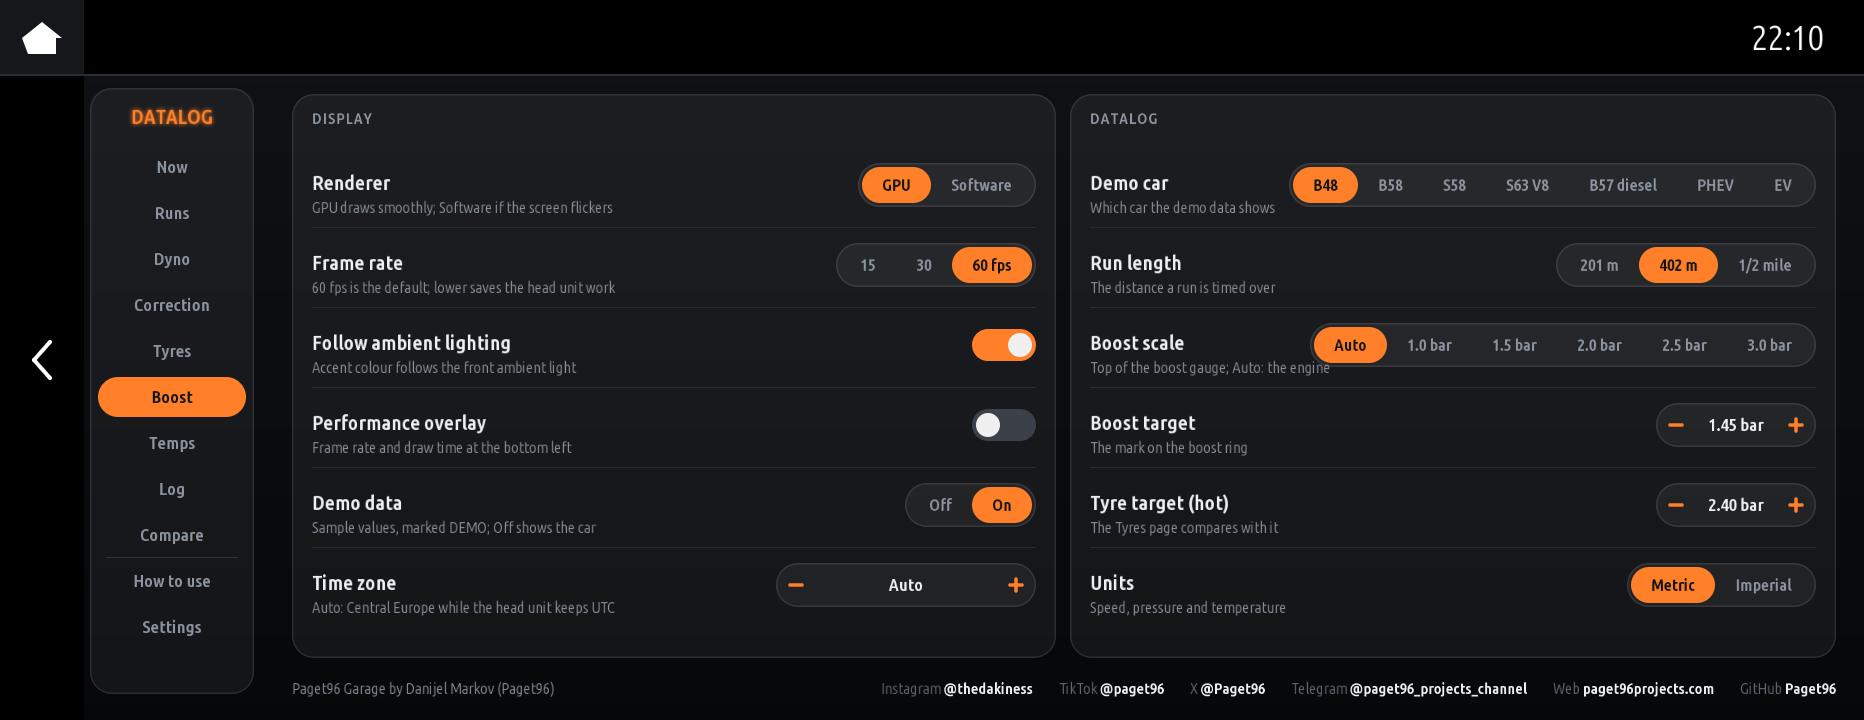 22:10
DATALOG
Now
Runs
Dyno
Correction
Tyres
Boost
Temps
Log
Compare
How to use
Settings
DISPLAY
Renderer
GPU draws smoothly; Software if the screen flickers
GPU Software
Frame rate
60 fps is the default; lower saves the head unit work
15 30 60 fps
Follow ambient lighting
Accent colour follows the front ambient light
Performance overlay
Frame rate and draw time at the bottom left
Demo data
Sample values, marked DEMO; Off shows the car
Off On
Time zone
Auto: Central Europe while the head unit keeps UTC
− Auto +
DATALOG
Demo car
Which car the demo data shows
B48 B58 S58 S63 V8 B57 diesel PHEV EV
Run length
The distance a run is timed over
201 m 402 m 1/2 mile
Boost scale
Top of the boost gauge; Auto: the engine
Auto 1.0 bar 1.5 bar 2.0 bar 2.5 bar 3.0 bar
Boost target
The mark on the boost ring
− 1.45 bar +
Tyre target (hot)
The Tyres page compares with it
− 2.40 bar +
Units
Speed, pressure and temperature
Metric Imperial
Paget96 Garage by Danijel Markov (Paget96)
Instagram @thedakiness TikTok @paget96 X @Paget96 Telegram @paget96_projects_channel Web paget96projects.com GitHub Paget96